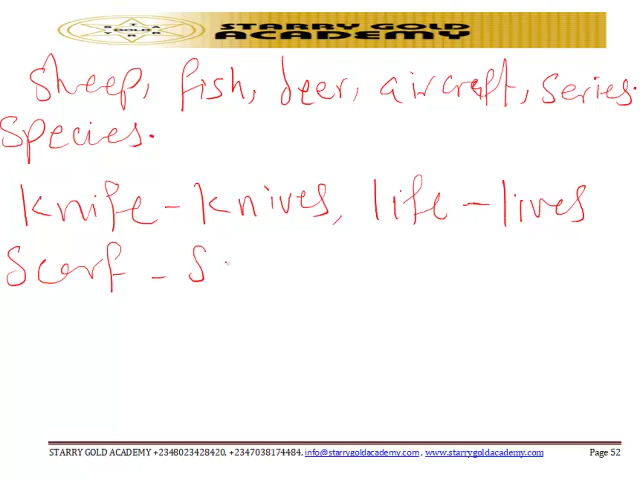 STARRY GOLD ACADEMY
Sheep, fish, deer, aircraft, series.
Species.
Knife - knives, life - lives
Scarf - S
STARRY GOLD ACADEMY +2348023428420, +2347038174484, info@starrygoldacademy.com, www.starrygoldacademy.com Page 52